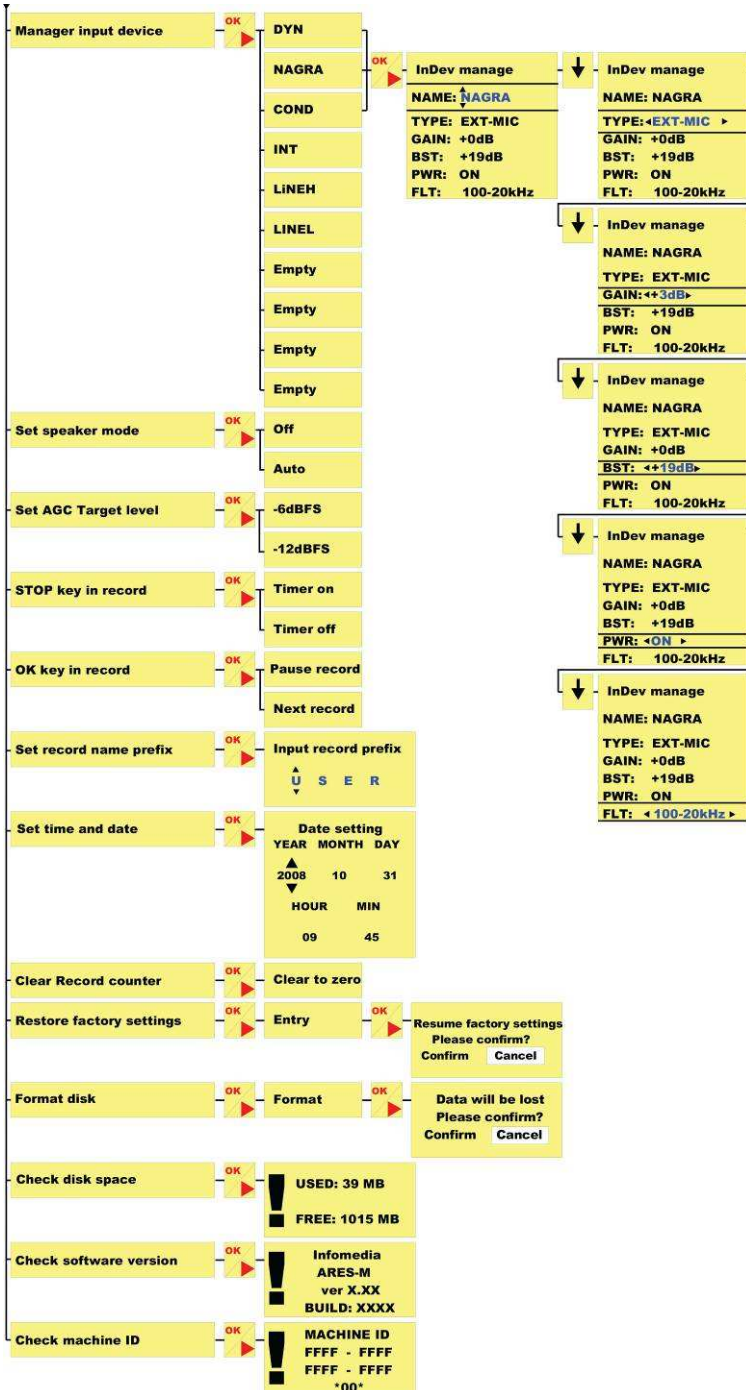 Manager input device
OK
DYN
NAGRA
COND
INT
LiNEH
LINEL
Empty
Empty
Empty
Empty
OK
InDev manage
NAME: NAGRA
TYPE: EXT-MIC
GAIN: +0dB
BST: +19dB
PWR: ON
FLT: 100-20kHz
InDev manage
NAME: NAGRA
TYPE: EXT-MIC
GAIN: +0dB
BST: +19dB
PWR: ON
FLT: 100-20kHz
InDev manage
NAME: NAGRA
TYPE: EXT-MIC
GAIN: +3dB
BST: +19dB
PWR: ON
FLT: 100-20kHz
InDev manage
NAME: NAGRA
TYPE: EXT-MIC
GAIN: +0dB
BST: +19dB
PWR: ON
FLT: 100-20kHz
InDev manage
NAME: NAGRA
TYPE: EXT-MIC
GAIN: +0dB
BST: +19dB
PWR: ON
FLT: 100-20kHz
InDev manage
NAME: NAGRA
TYPE: EXT-MIC
GAIN: +0dB
BST: +19dB
PWR: ON
FLT: 100-20kHz
Set speaker mode
OK
Off
Auto
Set AGC Target level
OK
-6dBFS
-12dBFS
STOP key in record
OK
Timer on
Timer off
OK key in record
OK
Pause record
Next record
Set record name prefix
OK
Input record prefix
U S E R
Set time and date
OK
Date setting
YEAR MONTH DAY
2008 10 31
HOUR MIN
09 45
Clear Record counter
OK
Clear to zero
Restore factory settings
OK
Entry
OK
Resume factory settings
Please confirm?
Confirm Cancel
Format disk
OK
Format
OK
Data will be lost
Please confirm?
Confirm Cancel
Check disk space
OK
! USED: 39 MB
FREE: 1015 MB
Check software version
OK
! Infomedia
ARES-M
ver X.XX
BUILD: XXXX
Check machine ID
OK
! MACHINE ID
FFFF - FFFF
FFFF - FFFF
*00*